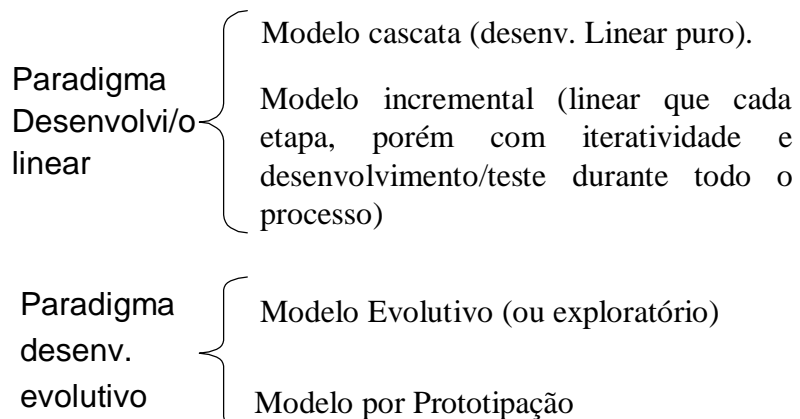 Paradigma
Desenvolvi/o
linear
Modelo cascata (desenv. Linear puro).
Modelo incremental (linear que cada
etapa, porém com iteratividade e
desenvolvimento/teste durante todo o
processo)
Paradigma
desenv.
evolutivo
Modelo Evolutivo (ou exploratório)
Modelo por Prototipação